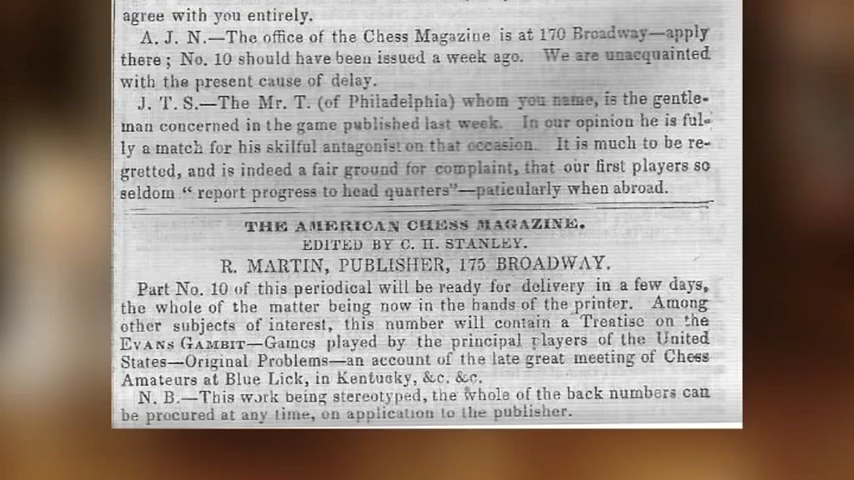 agree with you entirely.
A. J. N.—The office of the Chess Magazine is at 170 Broadway—apply
there; No. 10 should have been issued a week ago. We are unacquainted
with the present cause of delay.
J. T. S.—The Mr. T. (of Philadelphia) whom you name, is the gentle-
man concerned in the game published last week. In our opinion he is ful-
ly a match for his skilful antagonist on that occasion. It is much to be re-
gretted, and is indeed a fair ground for complaint, that our first players so
seldom “ report progress to head quarters”—paticularly when abroad.
THE AMERICAN CHESS MAGAZINE.
EDITED BY C. H. STANLEY.
R. MARTIN, PUBLISHER, 175 BROADWAY.
Part No. 10 of this periodical will be ready for delivery in a few days,
the whole of the matter being now in the hands of the printer. Among
other subjects of interest, this number will contain a Treatise on the
EVANS GAMBIT—Games played by the principal players of the United
States—Original Problems—an account of the late great meeting of Chess
Amateurs at Blue Lick, in Kentucky, &c. &c.
N. B.—This work being stereotyped, the whole of the back numbers can
be procured at any time, on application to the publisher.